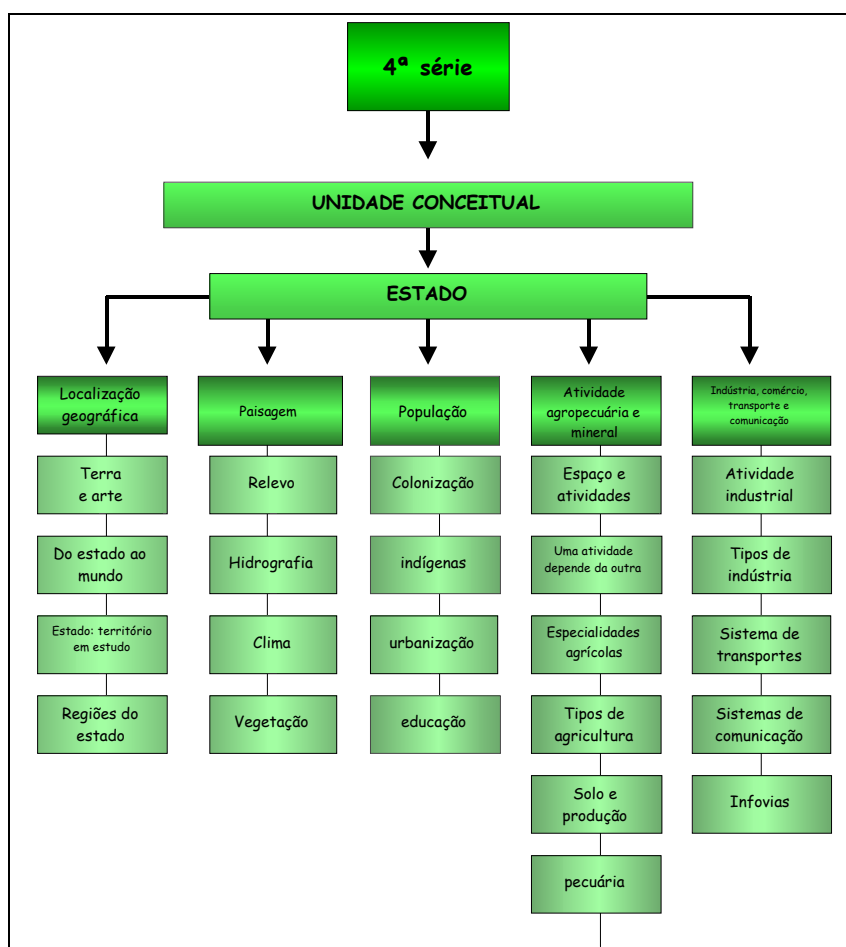 4ª série
UNIDADE CONCEITUAL
ESTADO
Localização
geográfica
Terra
e arte
Do estado ao
mundo
Estado: território
em estudo
Regiões do
estado
Paisagem
Relevo
Hidrografia
Clima
Vegetação
População
Colonização
indígenas
urbanização
educação
Atividade
agropecuária e
mineral
Espaço e
atividades
Uma atividade
depende da outra
Especialidades
agrícolas
Tipos de
agricultura
Solo e
produção
pecuária
Indústria, comércio,
transporte e
comunicação
Atividade
industrial
Tipos de
indústria
Sistema de
transportes
Sistemas de
comunicação
Infovias